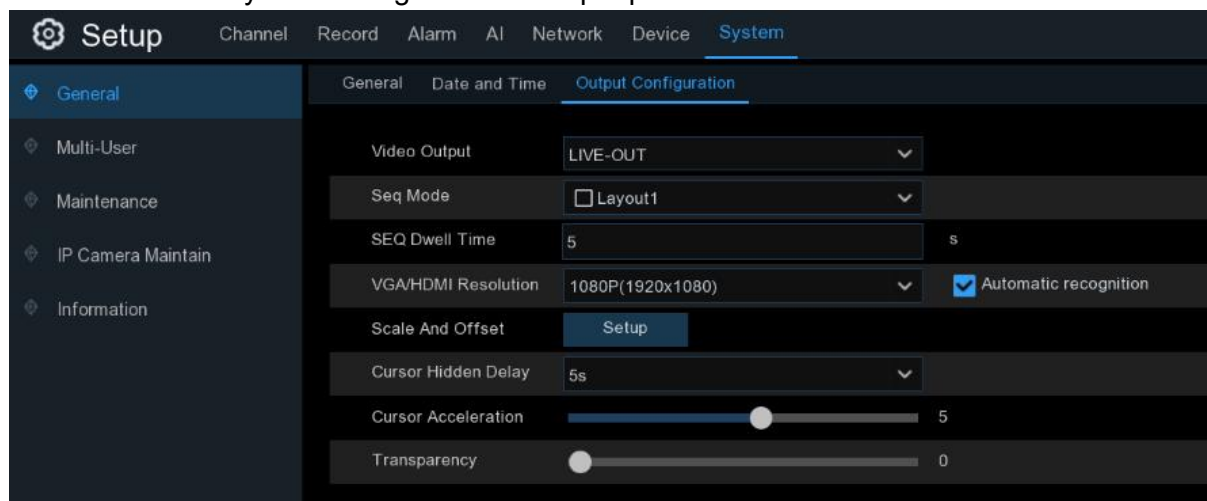 Setup Channel Record Alarm AI Network Device System
General
Multi-User
Maintenance
IP Camera Maintain
Information
General Date and Time Output Configuration
Video Output LIVE-OUT
Seq Mode Layout1
SEQ Dwell Time 5 s
VGA/HDMI Resolution 1080P(1920x1080) Automatic recognition
Scale And Offset Setup
Cursor Hidden Delay 5s
Cursor Acceleration 5
Transparency 0